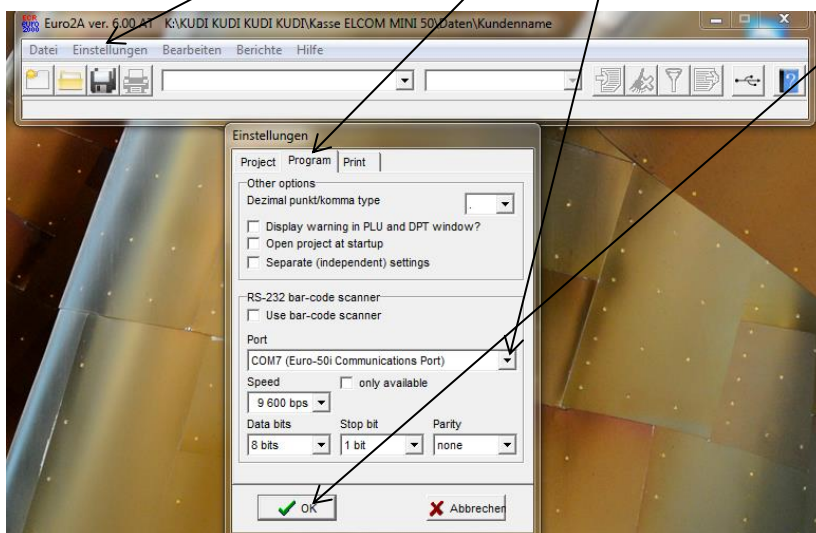 ECR
2000
Euro2A ver. 6.00 AT K:\KUDI KUDI KUDI KUDI\Kasse ELCOM MINI 50\Daten\Kundenname
Datei Einstellungen Bearbeiten Berichte Hilfe
Einstellungen
Project Program Print
Other options
Dezimal punkt/komma type .
Display warning in PLU and DPT window?
Open project at startup
Separate (independent) settings
RS-232 bar-code scanner
Use bar-code scanner
Port
COM7 (Euro-50i Communications Port)
Speed only available
9 600 bps
Data bits Stop bit Parity
8 bits 1 bit none
OK Abbrechen